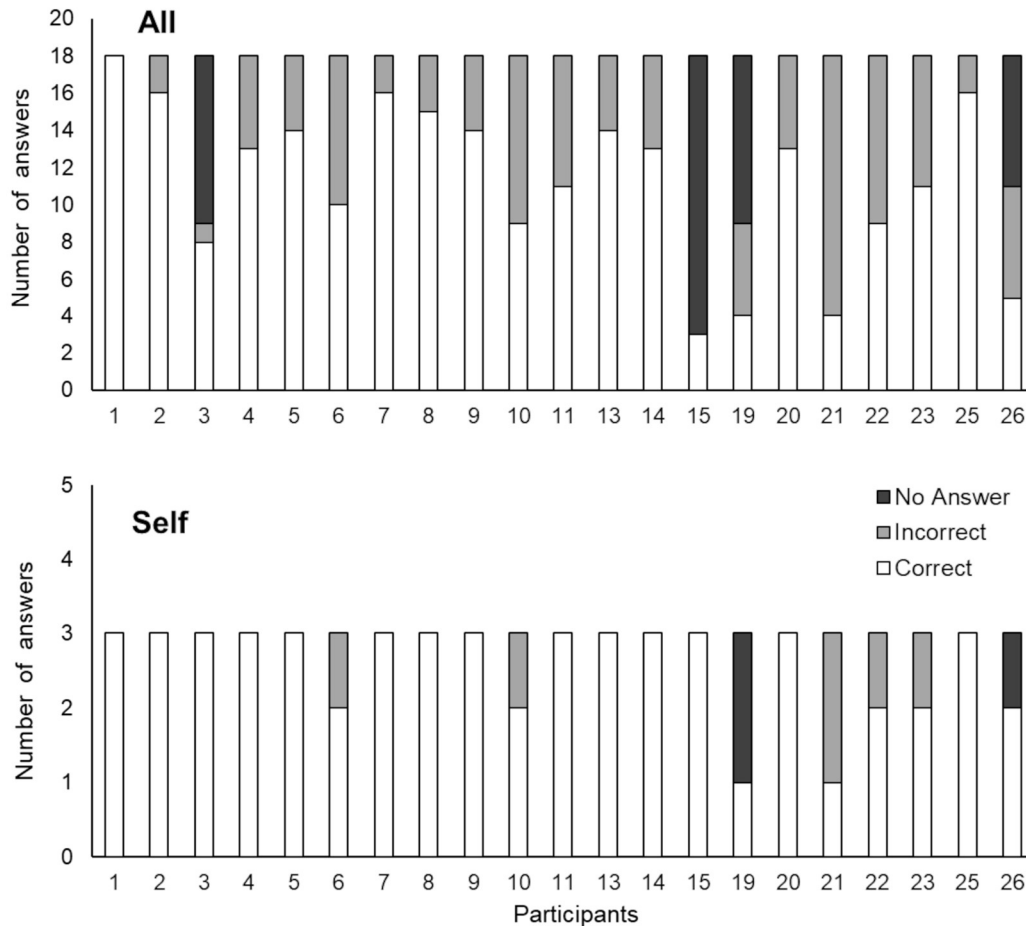 All
Number of answers
20
18
16
14
12
10
8
6
4
2
0
1 2 3 4 5 6 7 8 9 10 11 13 14 15 19 20 21 22 23 25 26
Self
Number of answers
5
4
3
2
1
0
No Answer
Incorrect
Correct
1 2 3 4 5 6 7 8 9 10 11 13 14 15 19 20 21 22 23 25 26
Participants